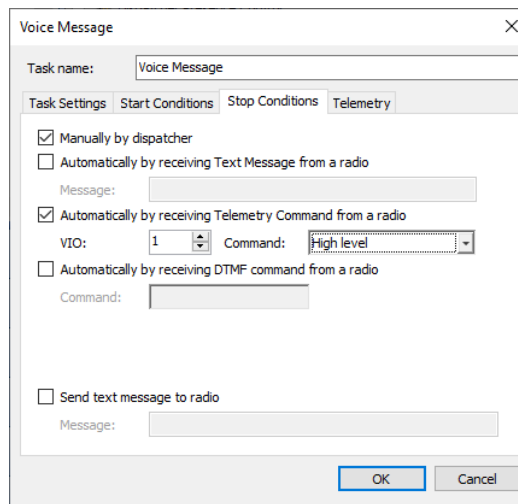 Voice Message
Task name: Voice Message
Task Settings Start Conditions Stop Conditions Telemetry
Manually by dispatcher
Automatically by receiving Text Message from a radio
Message:
Automatically by receiving Telemetry Command from a radio
VIO: 1 Command: High level
Automatically by receiving DTMF command from a radio
Command:
Send text message to radio
Message:
OK Cancel